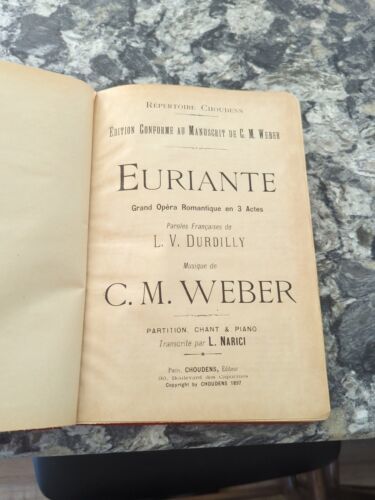 RÉPERTOIRE CHOUDENS
ÉDITION CONFORME AU MANUSCRIT DE C. M. WEBER
EURIANTE
Grand Opéra Romantique en 3 Actes
Paroles Françaises de
L. V. DURDILLY
Musique de
C. M. WEBER
PARTITION, CHANT & PIANO
Transcrite par L. NARICI
Paris, CHOUDENS, Editeur
30, Boulevard des Capucines
Copyright by CHOUDENS 1897